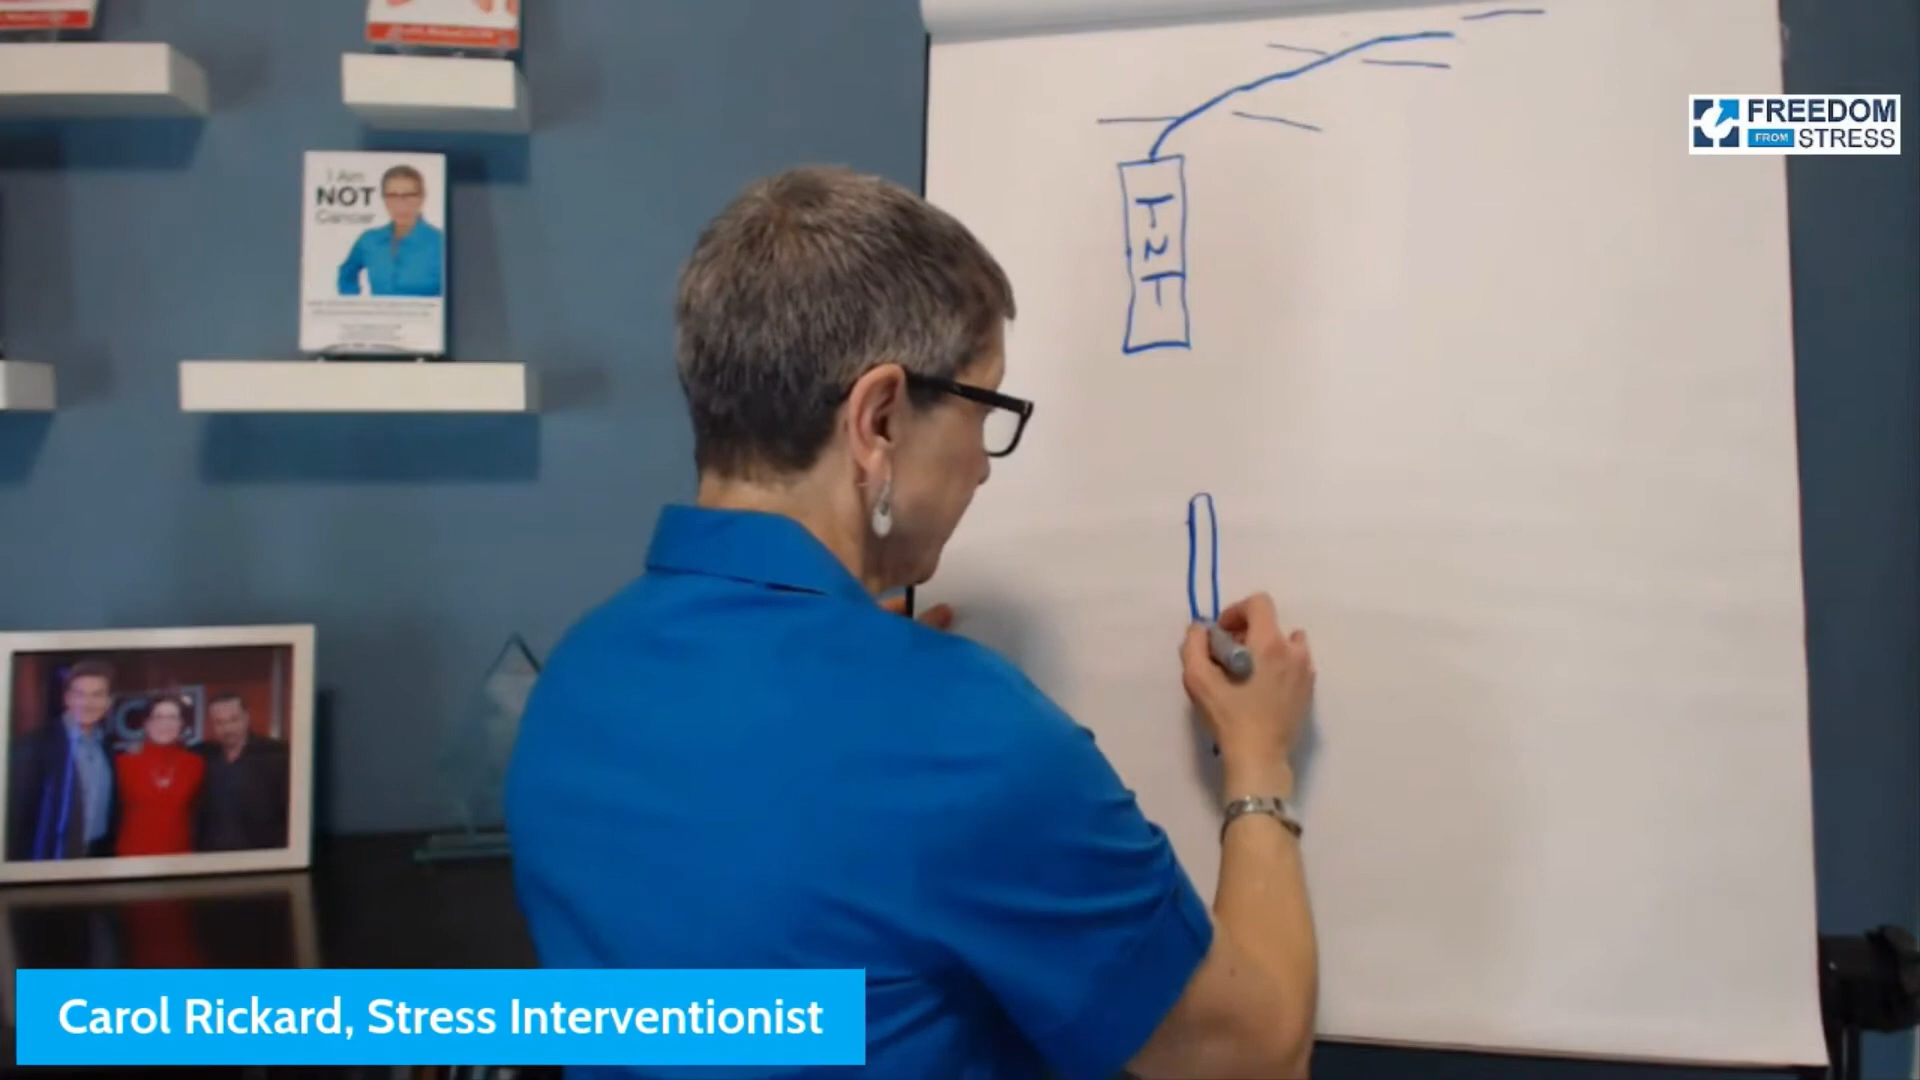 I Am
NOT
Cancer
FREEDOM
FROM STRESS
TNT
Carol Rickard, Stress Interventionist